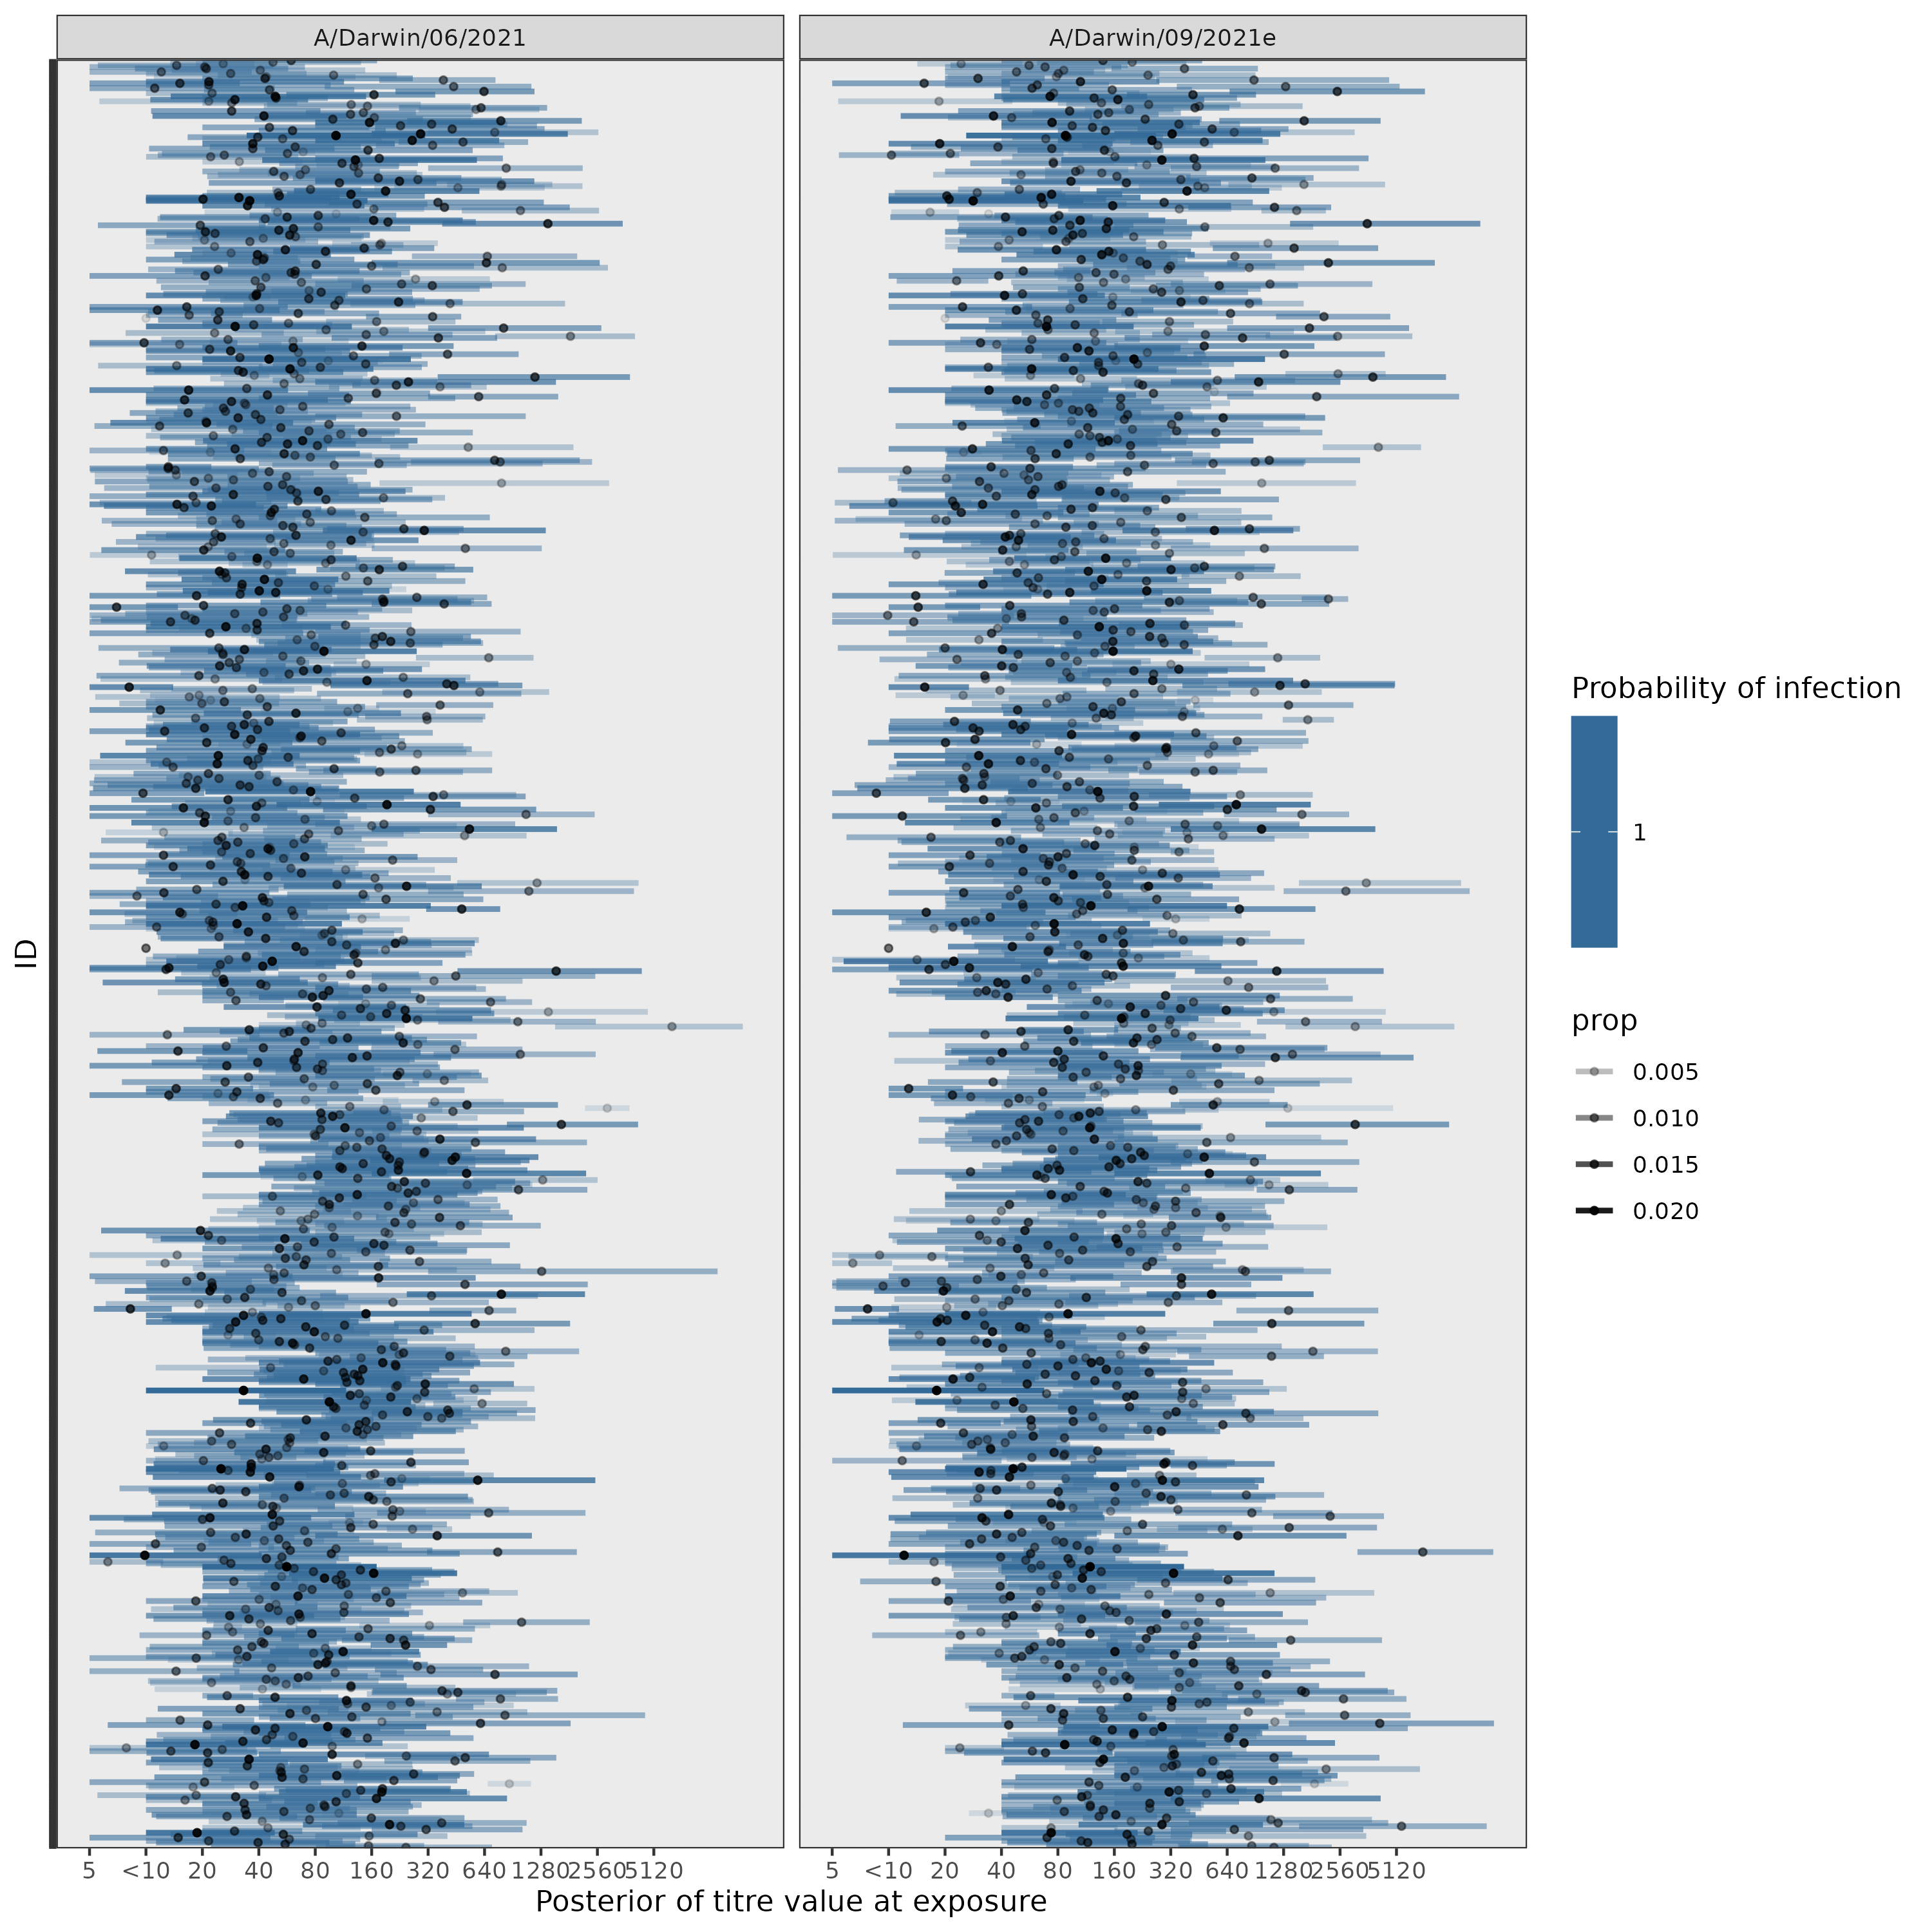 A/Darwin/06/2021
A/Darwin/09/2021e
ID
5 <10 20 40 80 160 320 640 1280 2560 5120
5 <10 20 40 80 160 320 640 1280 2560 5120
Posterior of titre value at exposure
Probability of infection
1
prop
0.005
0.010
0.015
0.020